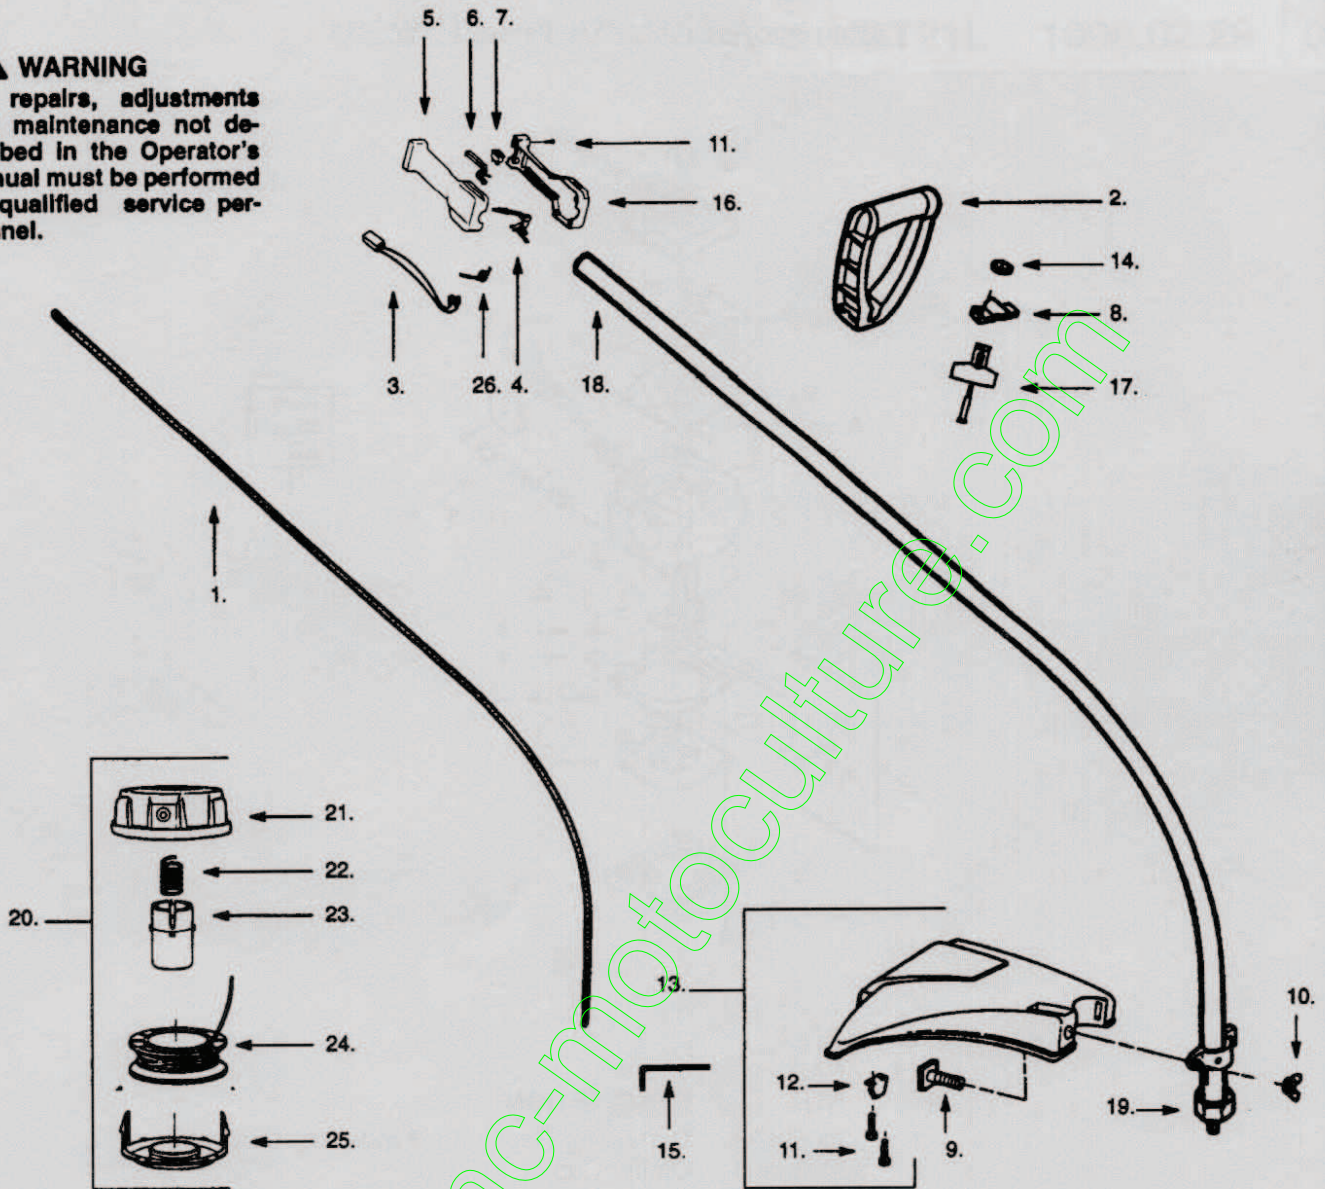 5. 6. 7.
WARNING
repairs, adjustments
maintenance not de-
bed in the Operator's
nual must be performed
qualified service per-
nel.
11.
16.
2.
14.
8.
17.
3.
26. 4.
18.
1.
21.
22.
20.
23.
24.
25.
13.
10.
12.
19.
15.
11.
9.
nc-motoculture.com